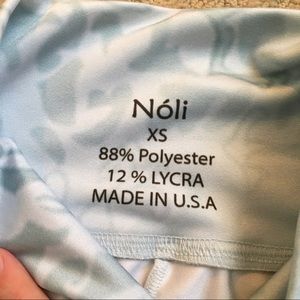 Nóli
XS
88% Polyester
12 % LYCRA
MADE IN U.S.A